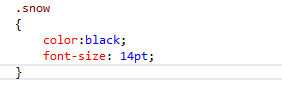 .snow
{
    color:black;
    font-size: 14pt;
}